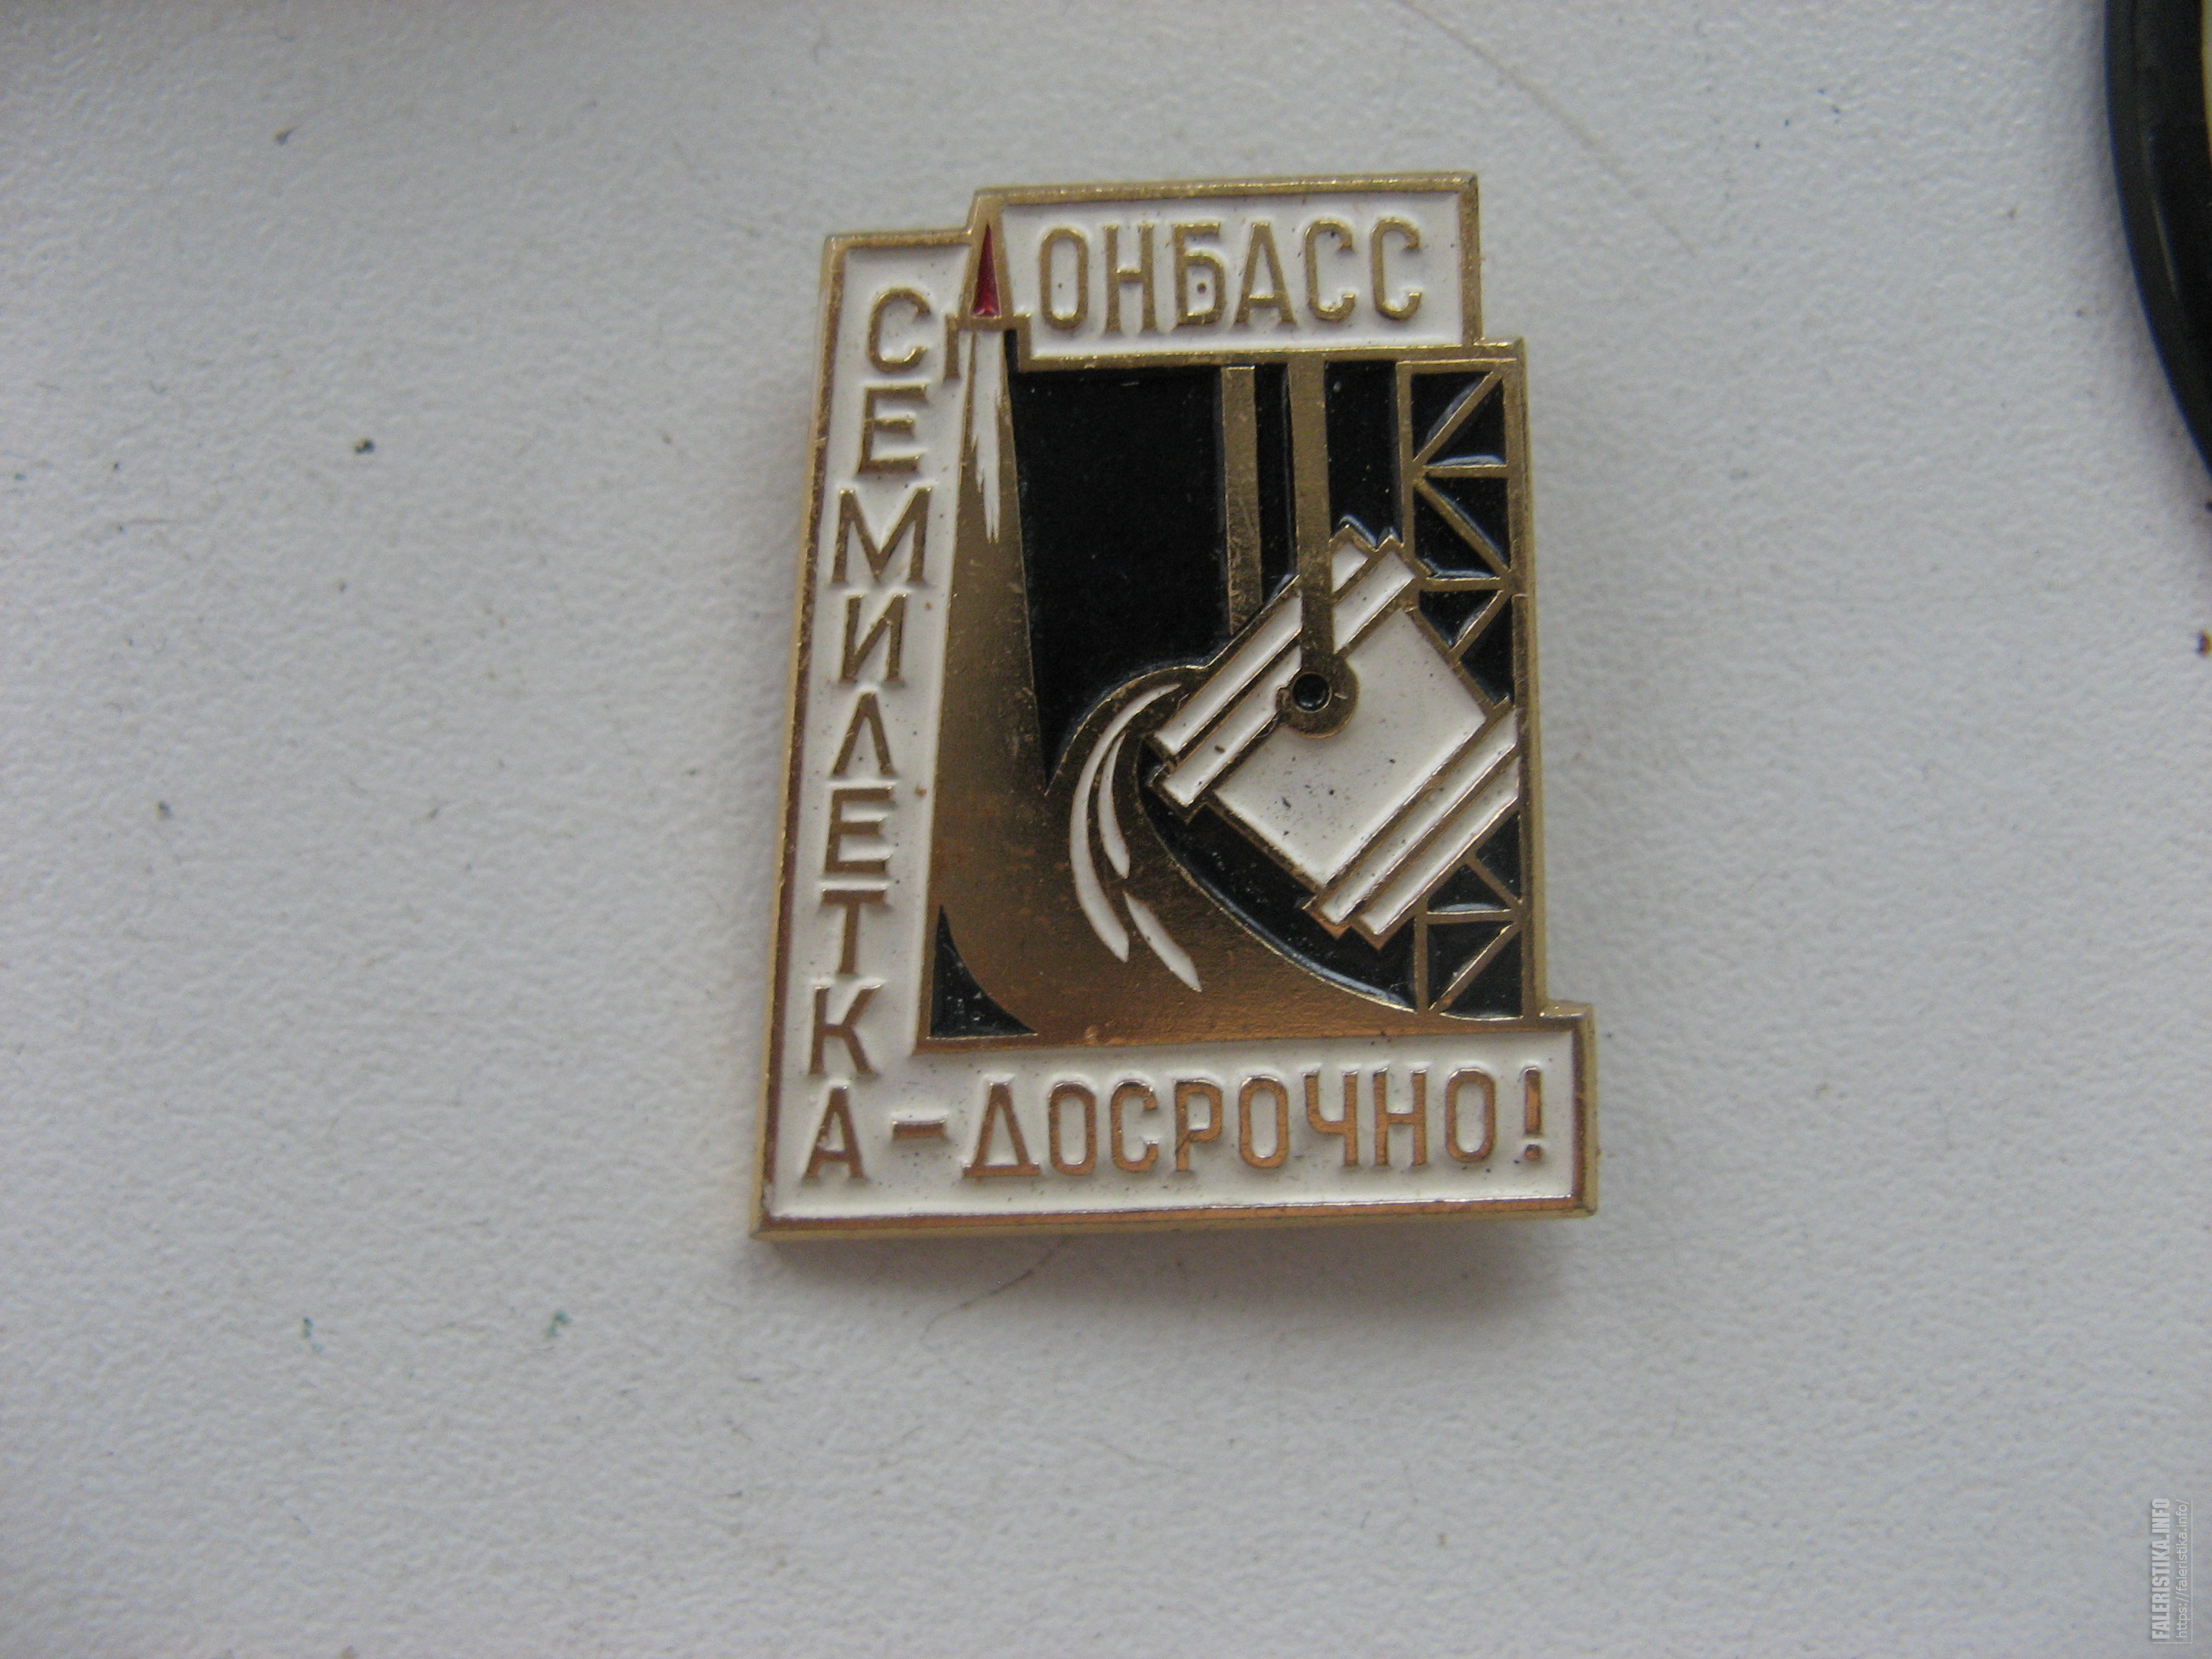 ДОНБАСС
СЕМИЛЕТКА
-ДОСРОЧНО!
FALERISTIKA.INFO
https://faleristika.info/